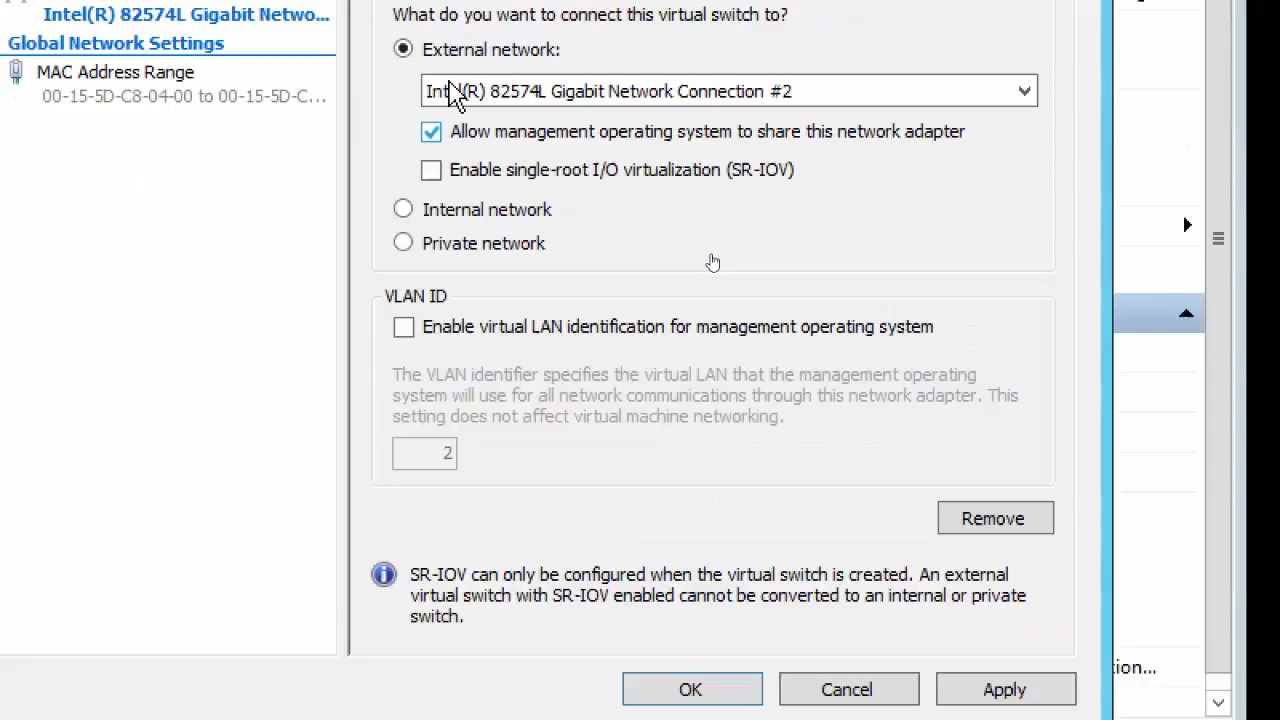 Intel(R) 82574L Gigabit Netwo...
Global Network Settings
MAC Address Range
00-15-5D-C8-04-00 to 00-15-5D-C...
What do you want to connect this virtual switch to?
External network:
Intel(R) 82574L Gigabit Network Connection #2
Allow management operating system to share this network adapter
Enable single-root I/O virtualization (SR-IOV)
Internal network
Private network
VLAN ID
Enable virtual LAN identification for management operating system
The VLAN identifier specifies the virtual LAN that the management operating
system will use for all network communications through this network adapter. This
setting does not affect virtual machine networking.
2
Remove
SR-IOV can only be configured when the virtual switch is created. An external
virtual switch with SR-IOV enabled cannot be converted to an internal or private
switch.
OK
Cancel
Apply
tion...